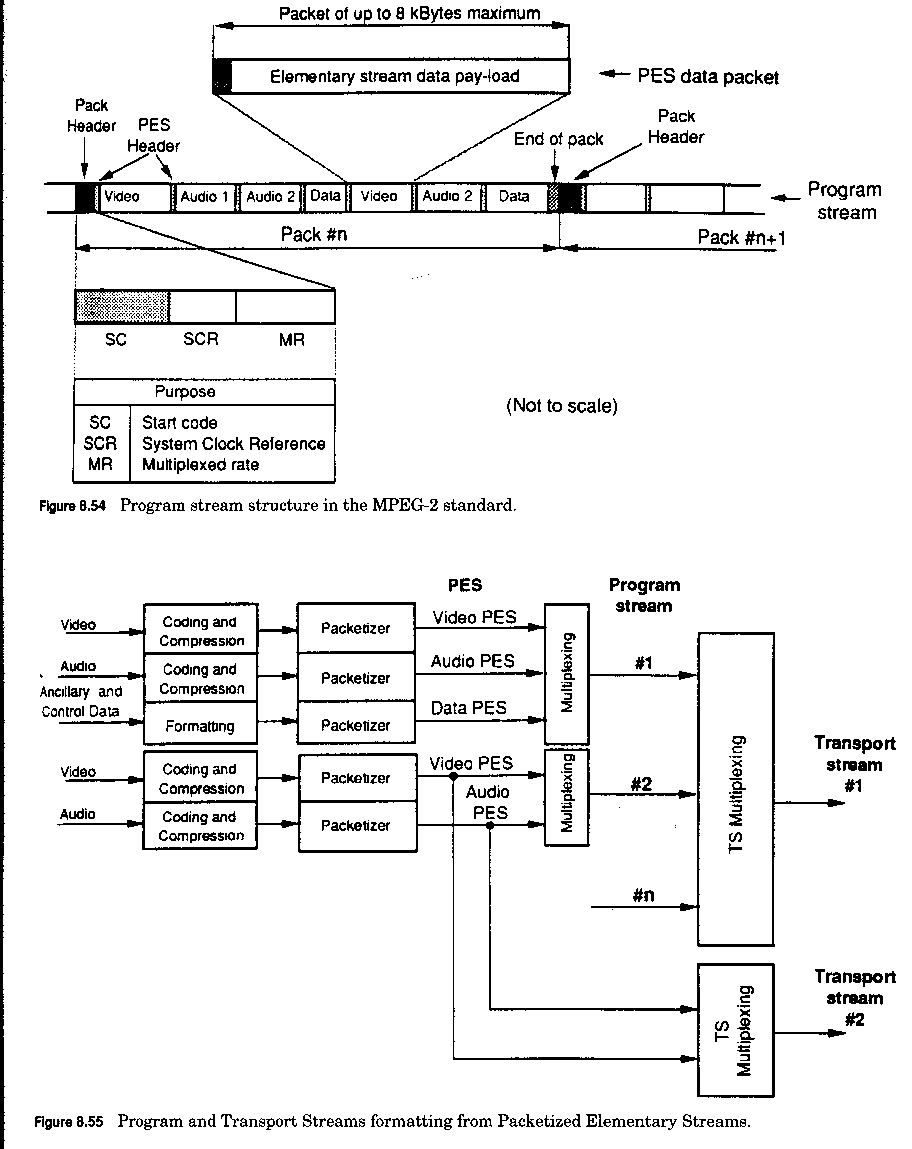 Packet of up to 8 kBytes maximum
Elementary stream data pay-load
PES data packet
Pack
Header
PES
Header
End of pack
Pack
Header
Video
Audio 1
Audio 2
Data
Video
Audio 2
Data
Program
stream
Pack #n
Pack #n+1
SC
SCR
MR
Purpose
SC Start code
SCR System Clock Reference
MR Multiplexed rate
(Not to scale)
Figure 8.54 Program stream structure in the MPEG-2 standard.
PES
Program
stream
Video
Coding and
Compression
Packetizer
Video PES
Audio
Coding and
Compression
Packetizer
Audio PES
Ancillary and
Control Data
Formatting
Packetizer
Data PES
Multiplexing
#1
Video
Coding and
Compression
Packetizer
Video PES
Audio
Coding and
Compression
Packetizer
Audio
PES
Multiplexing
#2
#n
TS Multiplexing
Transport
stream
#1
TS
Multiplexing
Transport
stream
#2
Figure 8.55 Program and Transport Streams formatting from Packetized Elementary Streams.